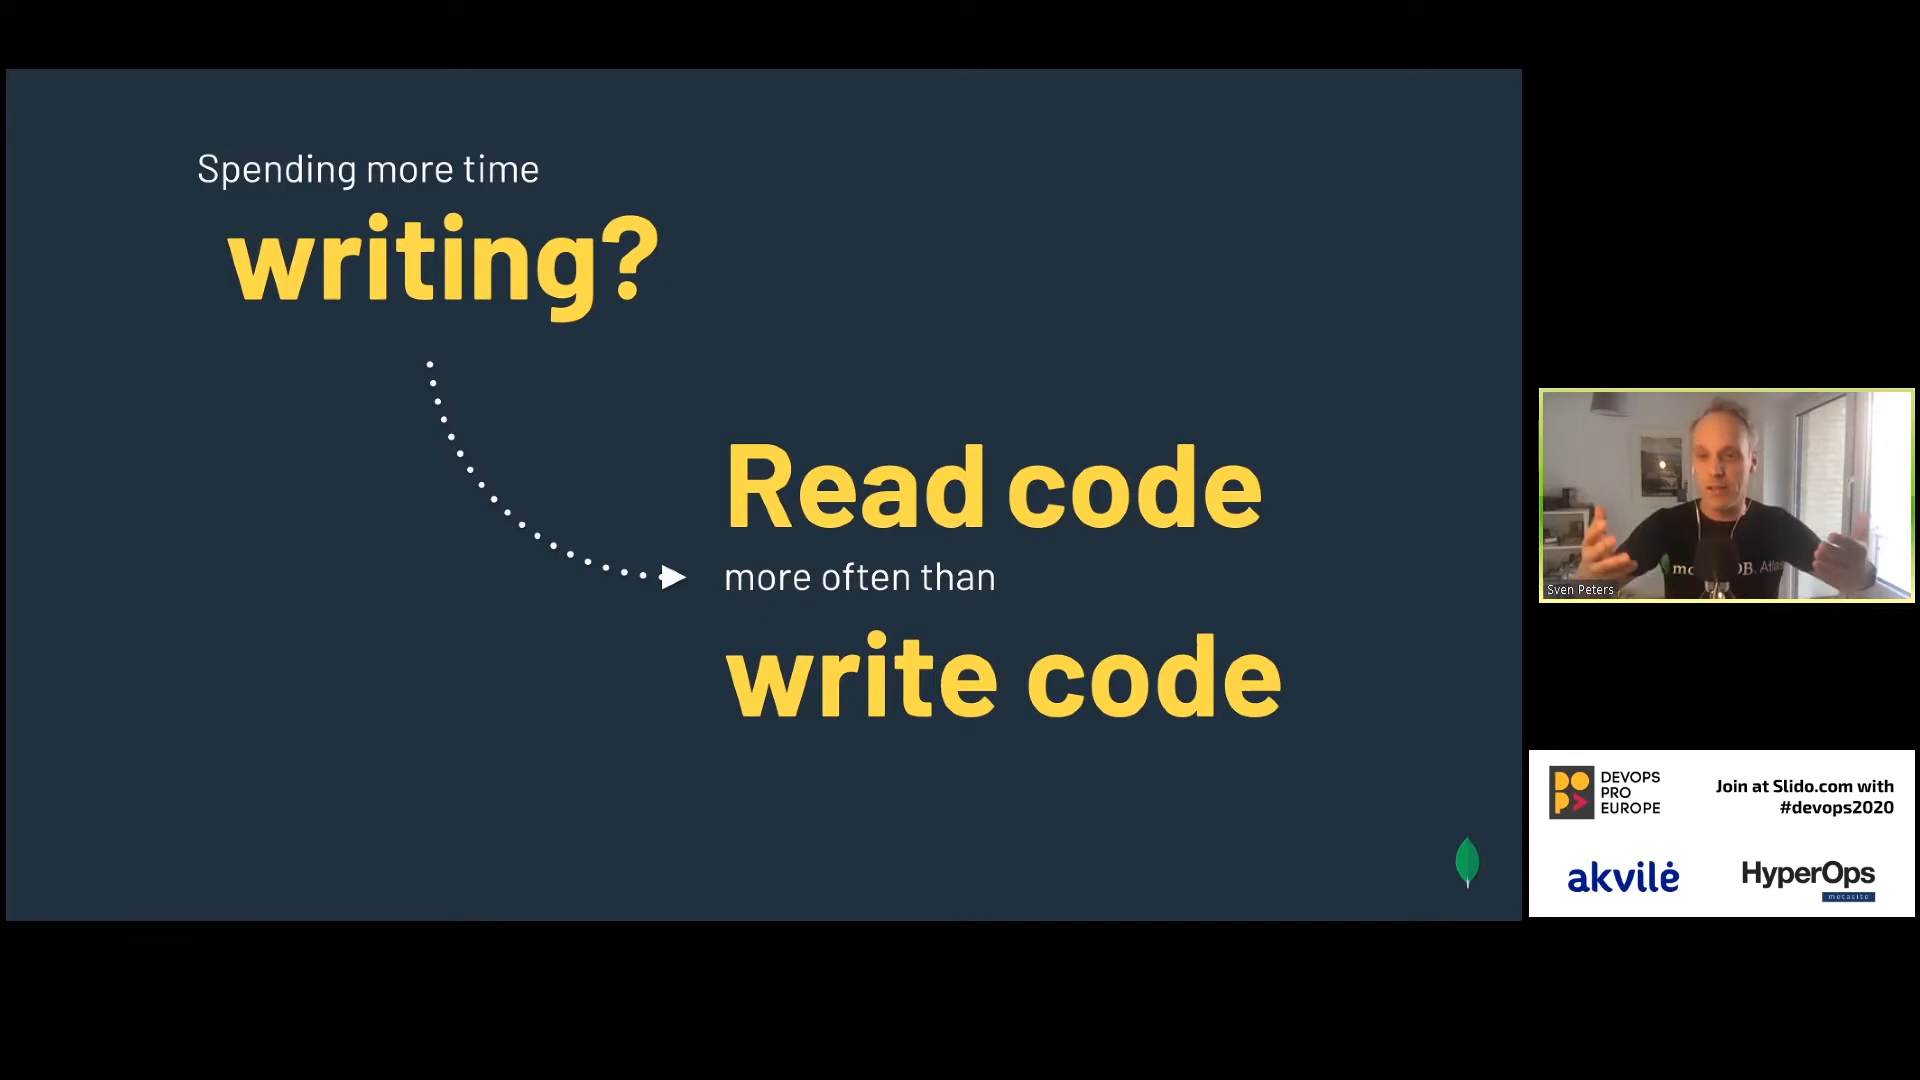 Spending more time
writing?
Read code
more often than
write code
Sven Peters
DEVOPS
PRO
EUROPE
Join at Slido.com with
#devops2020
akvilė
HyperOps
metasite